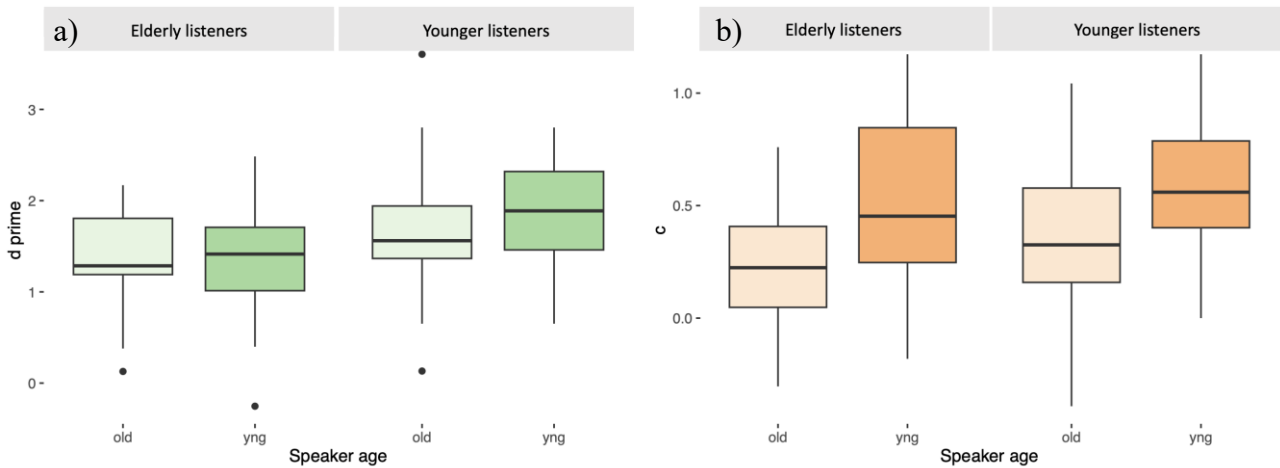 a)
Elderly listeners
Younger listeners
d prime
3
2
1
0
old
yng
old
yng
Speaker age
b)
Elderly listeners
Younger listeners
c
1.0
0.5
0.0
old
yng
old
yng
Speaker age